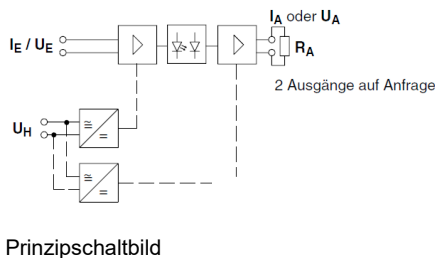 I_A oder U_A
I_E / U_E
R_A
2 Ausgänge auf Anfrage
U_H
≅
=
≅
=
Prinzipschaltbild